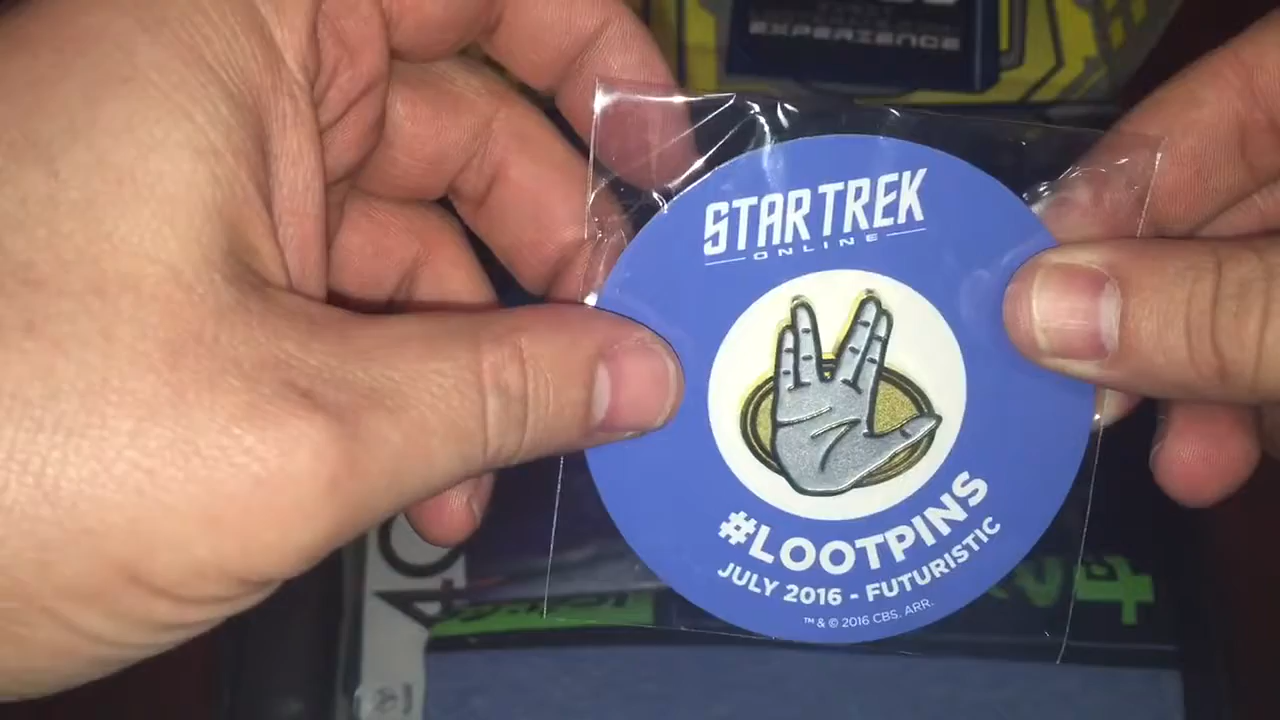 EXPERIENCE
STAR TREK
ONLINE
#LOOTPINS
JULY 2016 - FUTURISTIC
™ & © 2016 CBS. ARR.